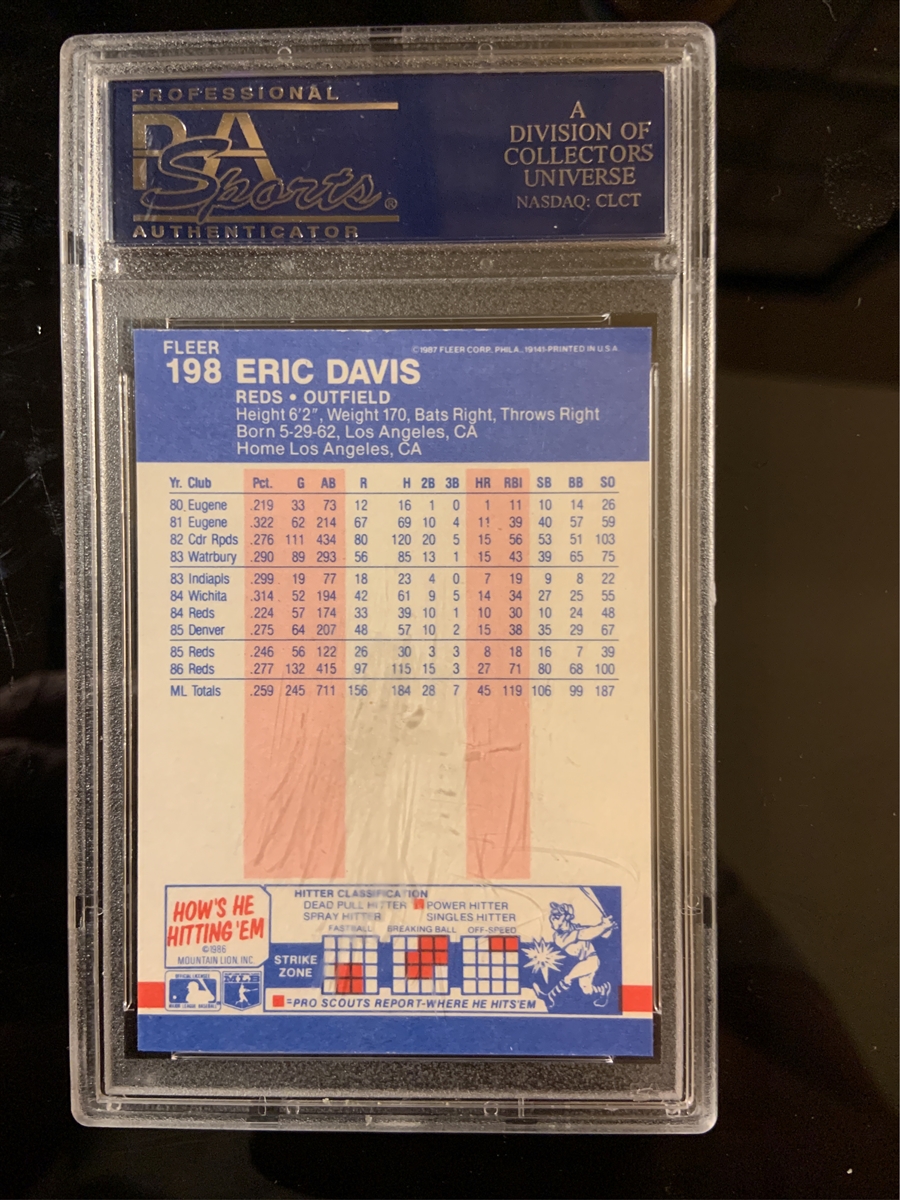 PROFESSIONAL
PSA
Sports®
AUTHENTICATOR
A
DIVISION OF
COLLECTORS
UNIVERSE
NASDAQ: CLCT
FLEER ©1987 FLEER CORP. PHILA., 19141-PRINTED IN U.S.A.
198 ERIC DAVIS
REDS • OUTFIELD
Height 6'2", Weight 170, Bats Right, Throws Right
Born 5-29-62, Los Angeles, CA
Home Los Angeles, CA
Yr. Club Pct. G AB R H 2B 3B HR RBI SB BB SO
80 Eugene .219 33 73 12 16 1 0 1 11 10 14 26
81 Eugene .322 62 214 67 69 10 4 11 39 40 57 59
82 Cdr Rpds .276 111 434 80 120 20 5 15 56 53 51 103
83 Watrbury .290 89 293 56 85 13 1 15 43 39 65 75
83 Indiapls .299 19 77 18 23 4 0 7 19 9 8 22
84 Wichita .314 52 194 42 61 9 5 14 34 27 25 55
84 Reds .224 57 174 33 39 10 1 10 30 10 24 48
85 Denver .275 64 207 48 57 10 2 15 38 35 29 67
85 Reds .246 56 122 26 30 3 3 8 18 16 7 39
86 Reds .277 132 415 97 115 15 3 27 71 80 68 100
ML Totals .259 245 711 156 184 28 7 45 119 106 99 187
HOW'S HE
HITTING 'EM
©1986
MOUNTAIN LION, INC
HITTER CLASSIFICATION
DEAD PULL HITTER POWER HITTER
SPRAY HITTER SINGLES HITTER
FASTBALL BREAKING BALL OFF-SPEED
STRIKE
ZONE
=PRO SCOUTS REPORT-WHERE HE HITS'EM
MAJOR LEAGUE BASEBALL
MLB